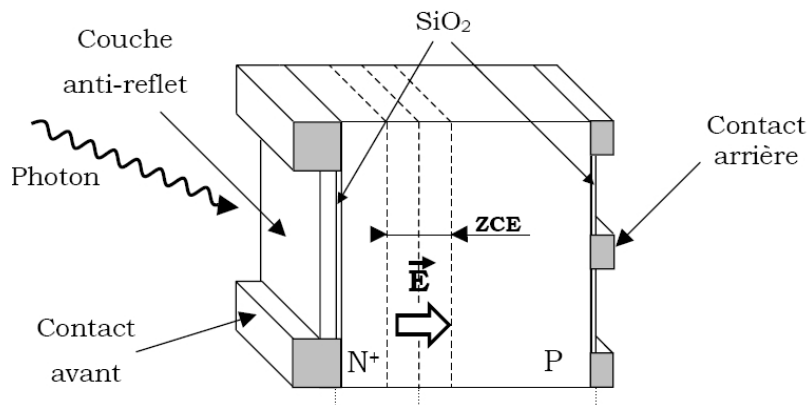 SiO₂
Couche
anti-reflet
Photon
Contact
arrière
ZCE
E
Contact
avant
N⁺
P